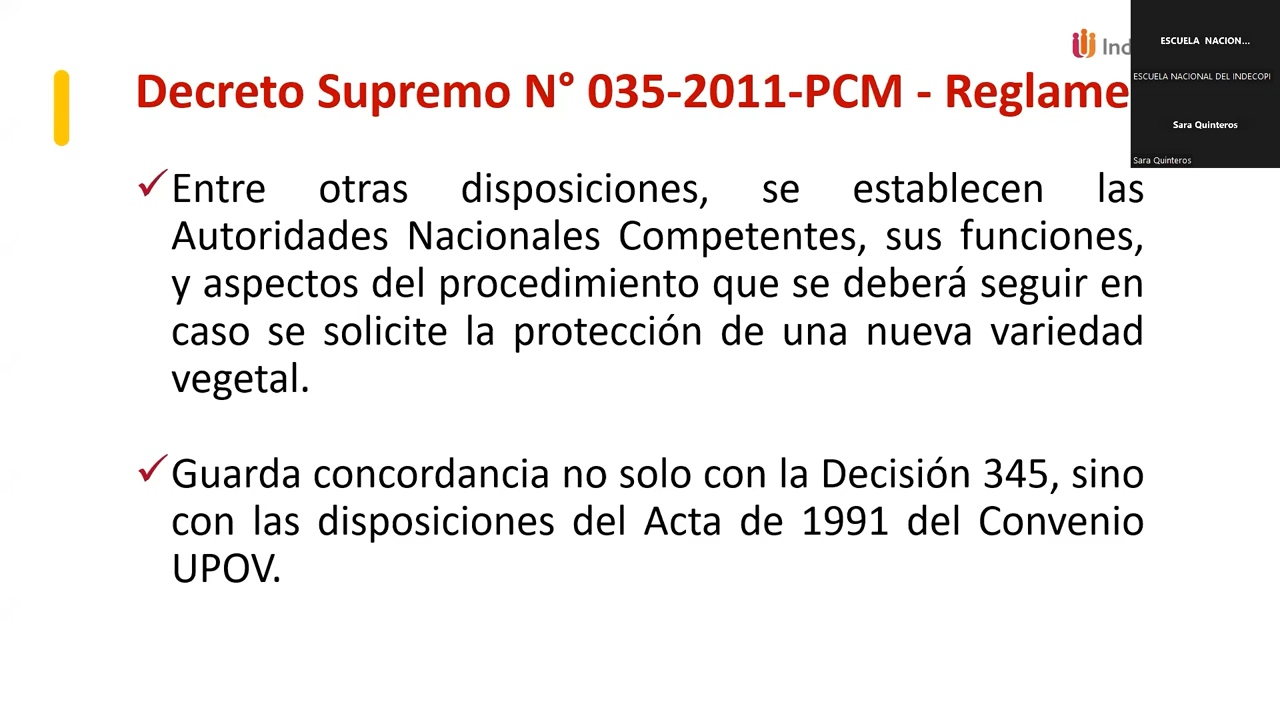 Ind
ESCUELA NACION...
ESCUELA NACIONAL DEL INDECOPI
Sara Quinteros
Sara Quinteros
Decreto Supremo N° 035-2011-PCM - Reglame
✓Entre otras disposiciones, se establecen las
Autoridades Nacionales Competentes, sus funciones,
y aspectos del procedimiento que se deberá seguir en
caso se solicite la protección de una nueva variedad
vegetal.
✓Guarda concordancia no solo con la Decisión 345, sino
con las disposiciones del Acta de 1991 del Convenio
UPOV.